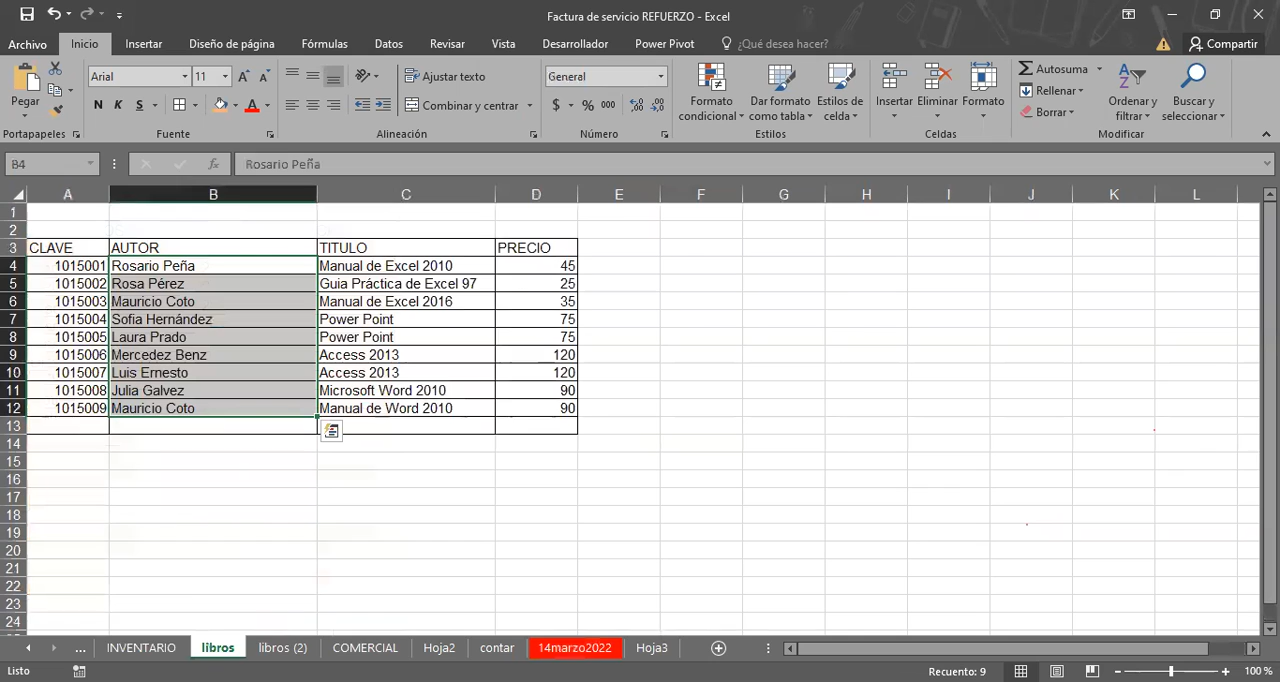 Factura de servicio REFUERZO - Excel
Archivo Inicio Insertar Diseño de página Fórmulas Datos Revisar Vista Desarrollador Power Pivot ¿Qué desea hacer? Compartir
Pegar
Arial 11
N K S
Ajustar texto
Combinar y centrar
General
$ % 000
Formato condicional
Dar formato como tabla
Estilos de celda
Insertar
Eliminar
Formato
Autosuma
Rellenar
Borrar
Ordenar y filtrar
Buscar y seleccionar
Portapapeles Fuente Alineación Número Estilos Celdas Modificar
B4 fx Rosario Peña
A B C D E F G H I J K L
1
2
3 CLAVE AUTOR TITULO PRECIO
4 1015001 Rosario Peña Manual de Excel 2010 45
5 1015002 Rosa Pérez Guia Práctica de Excel 97 25
6 1015003 Mauricio Coto Manual de Excel 2016 35
7 1015004 Sofia Hernández Power Point 75
8 1015005 Laura Prado Power Point 75
9 1015006 Mercedez Benz Access 2013 120
10 1015007 Luis Ernesto Access 2013 120
11 1015008 Julia Galvez Microsoft Word 2010 90
12 1015009 Mauricio Coto Manual de Word 2010 90
13
14
15
16
17
18
19
20
21
22
23
24
... INVENTARIO libros libros (2) COMERCIAL Hoja2 contar 14marzo2022 Hoja3
Listo Recuento: 9 100 %